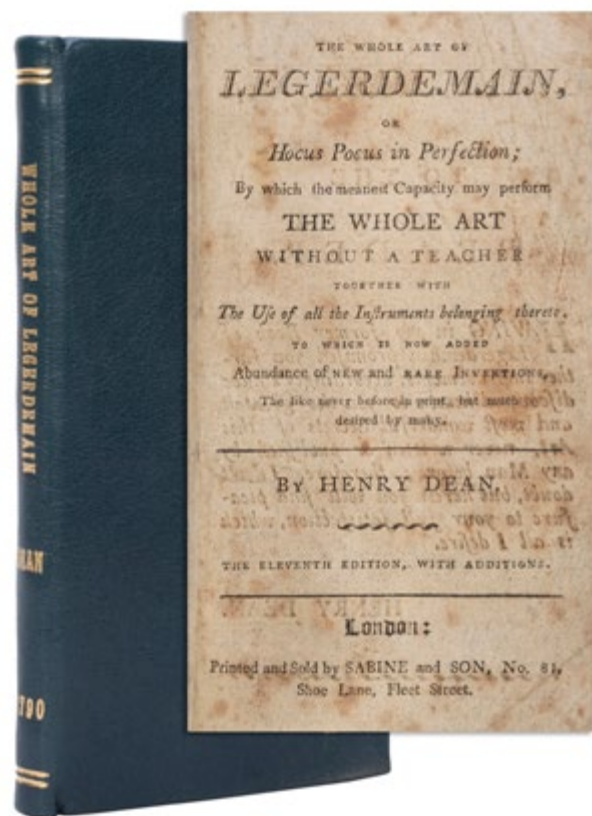 WHOLE ART OF LEGERDEMAIN
THE WHOLE ART OF
LEGERDEMAIN,
OR
Hocus Pocus in Perfection;
By which the meanest Capacity may perform
THE WHOLE ART
WITHOUT A TEACHER
TOGETHER WITH
The Uſe of all the Inſtruments belonging thereto.
TO WHICH IS NOW ADDED
Abundance of NEW and RARE INVENTIONS,
The like never before in print, but much
desired by many.
BY HENRY DEAN,
THE ELEVENTH EDITION, WITH ADDITIONS.
London:
Printed and Sold by SABINE and SON, No. 81,
Shoe Lane, Fleet Street.